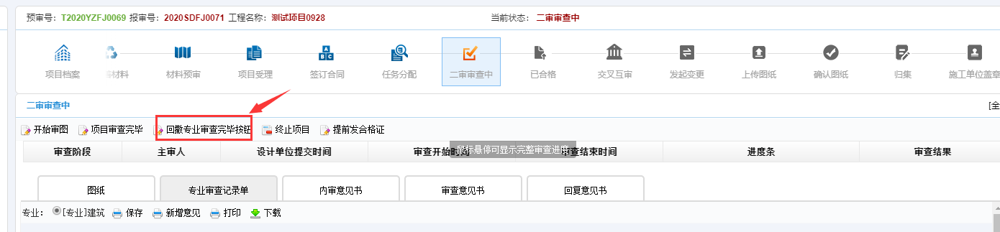 预审号：T2020YZFJ0069 报审号：2020SDFJ0071 工程名称：测试项目0928 当前状态：二审审查中
项目档案 材料 材料预审 项目受理 签订合同 任务分配 二审审查中 已合格 交叉互审 发起变更 上传图纸 确认图纸 归集 施工单位盖章
二审审查中 [全
开始审图 项目审查完毕 回撤专业审查完毕按钮 终止项目 提前发合格证
审查阶段 主审人 设计单位提交时间 审查开始时间 审查结束时间 进度条 审查结果
鼠标悬停可显示完整审查进度
图纸 专业审查记录单 内审意见书 审查意见书 回复意见书
专业： [专业]建筑 保存 新增意见 打印 下载